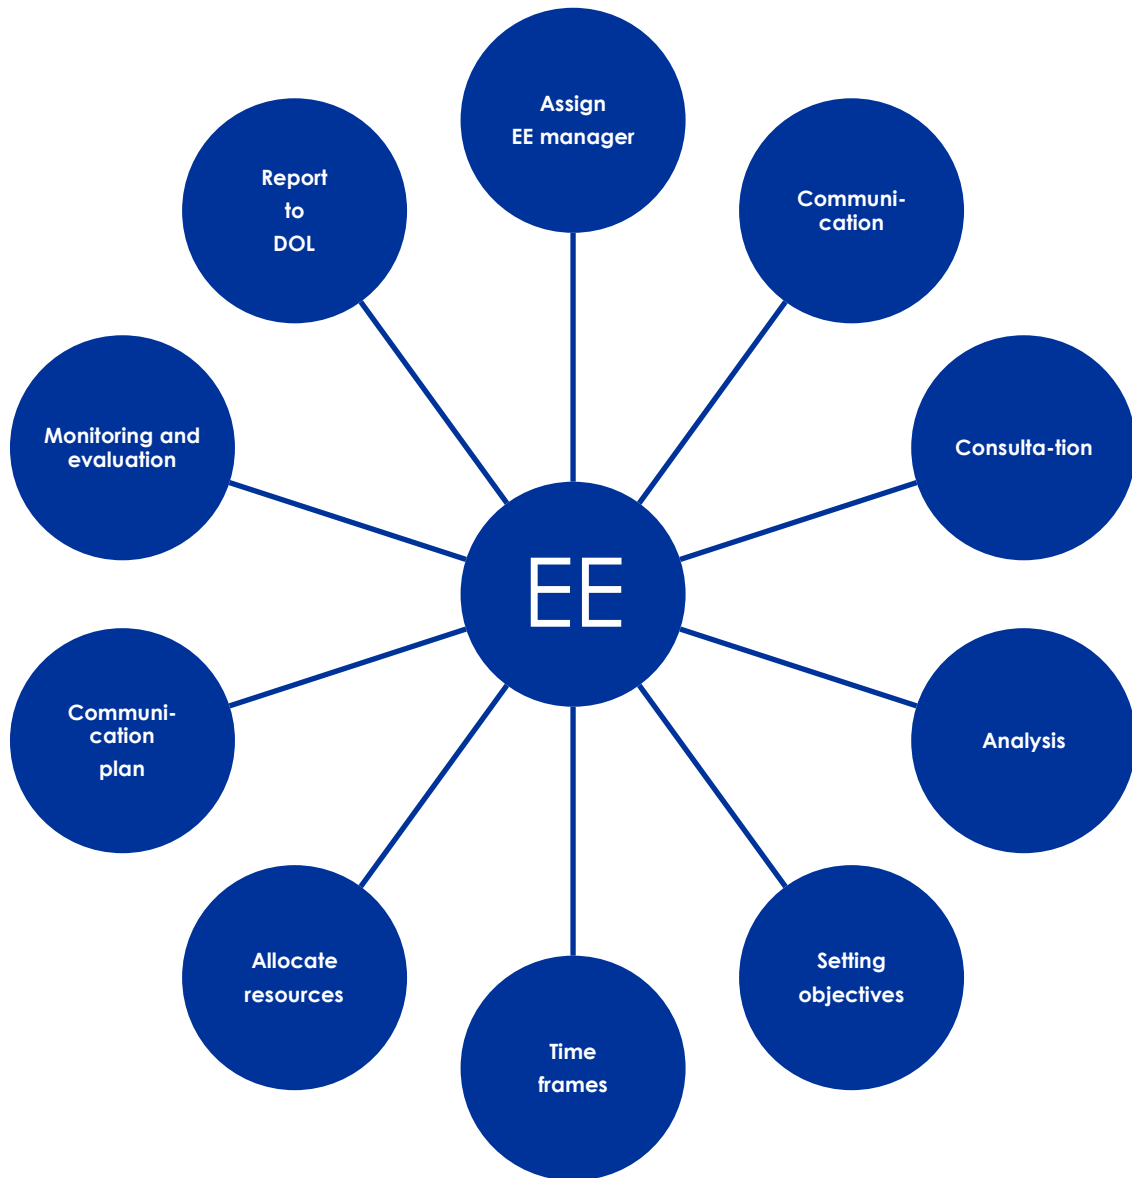 Assign
EE manager
Communi-
cation
Consulta-tion
Analysis
Setting
objectives
Time
frames
Allocate
resources
Communi-
cation
plan
Monitoring and
evaluation
Report
to
DOL
EE